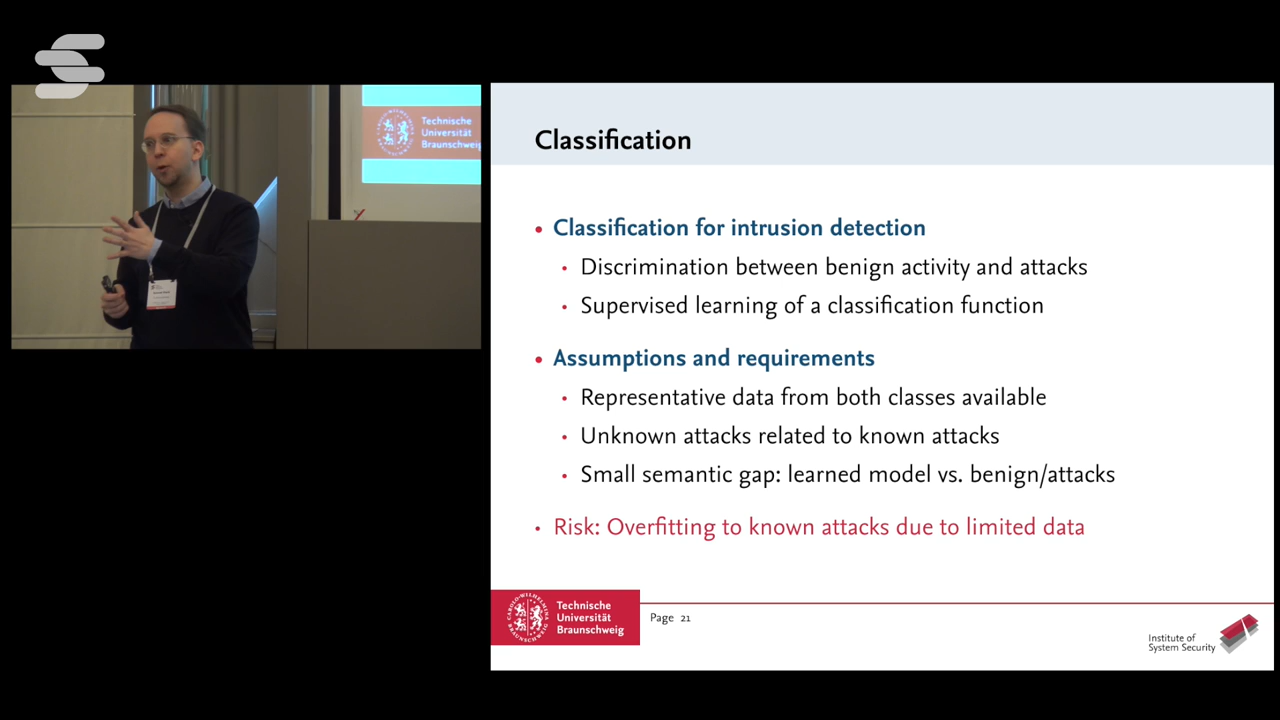 Technische
Universität
Braunschweig
Classification
• Classification for intrusion detection
• Discrimination between benign activity and attacks
• Supervised learning of a classification function
• Assumptions and requirements
• Representative data from both classes available
• Unknown attacks related to known attacks
• Small semantic gap: learned model vs. benign/attacks
• Risk: Overfitting to known attacks due to limited data
Technische
Universität
Braunschweig
Page 21
Institute of
System Security